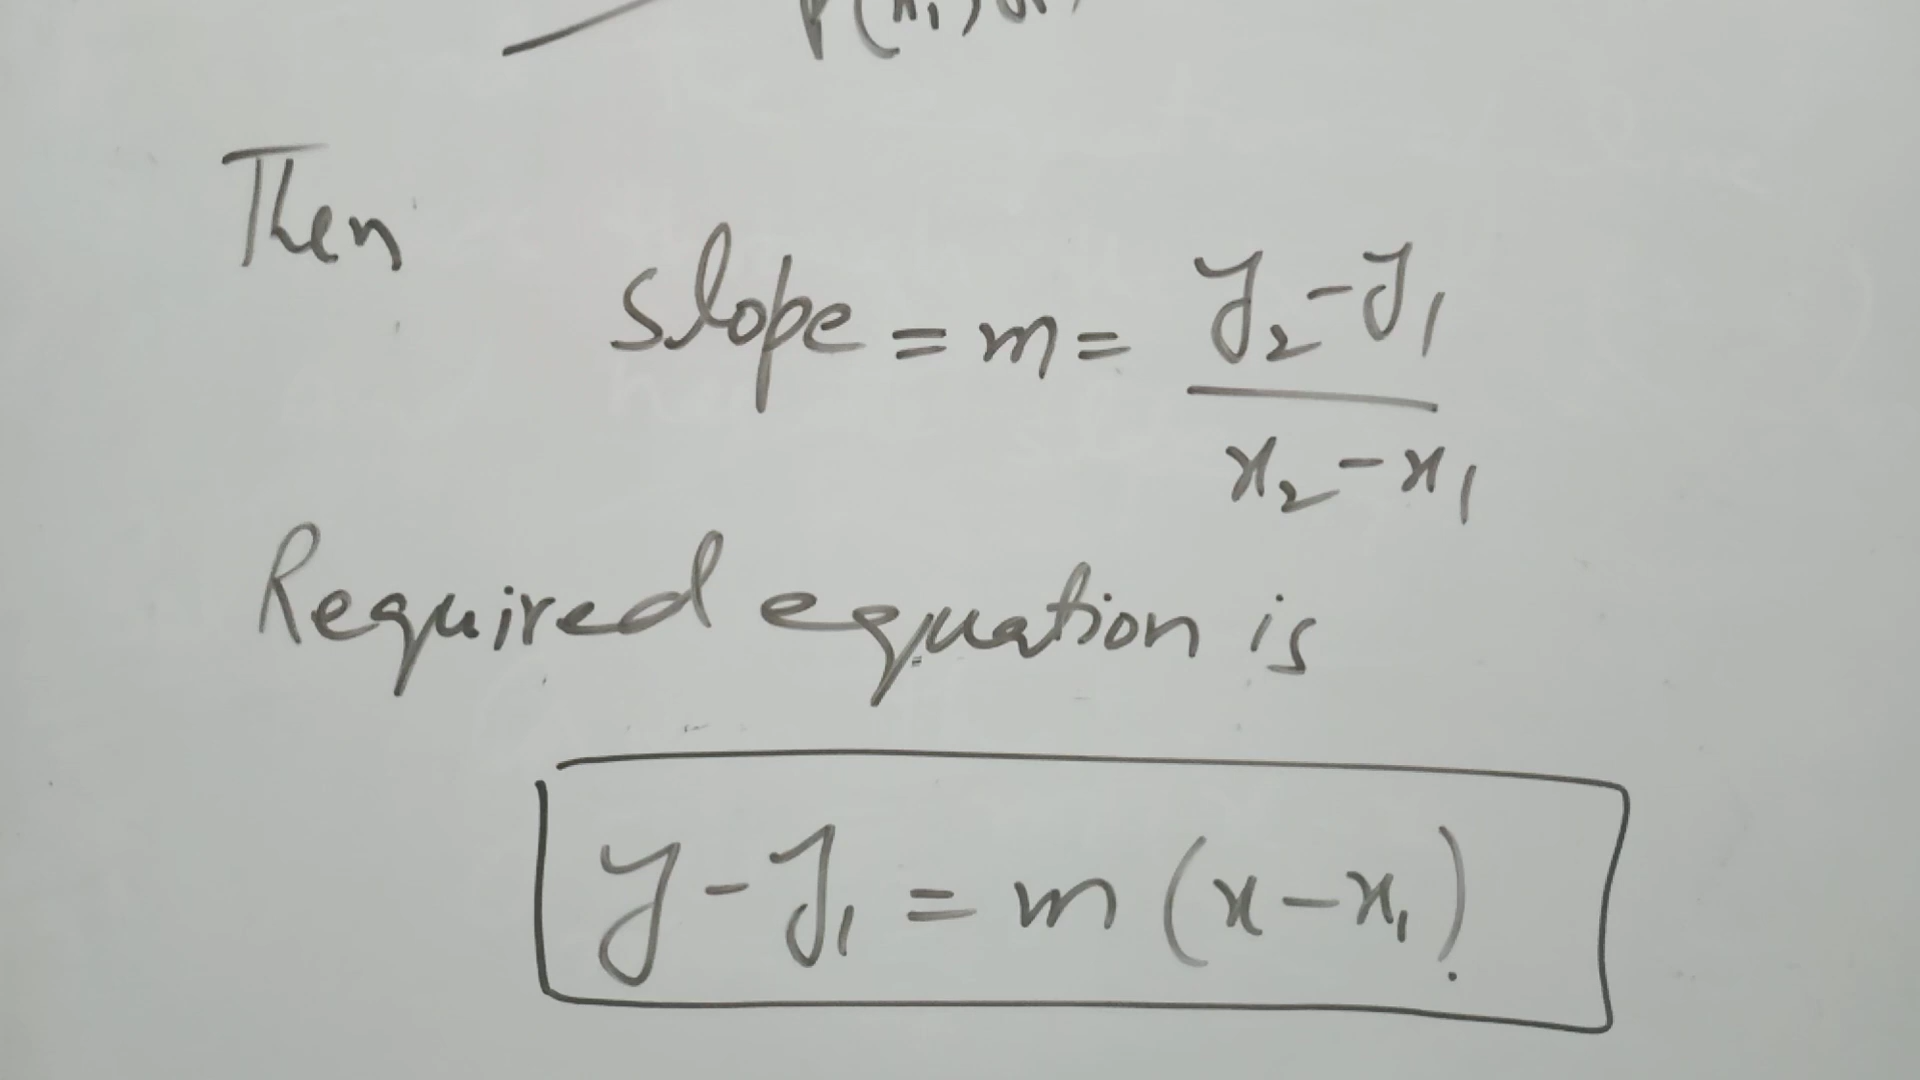 Then
slope = m = y₂ - y₁
x₂ - x₁
Required equation is
y - y₁ = m (x - x₁).